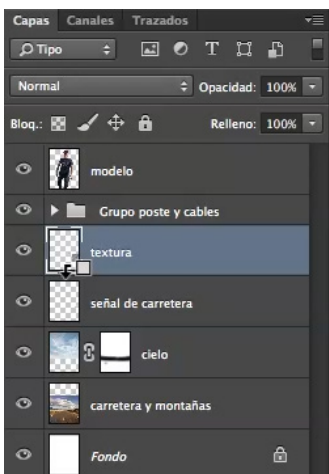 Capas Canales Trazados
Tipo
Normal Opacidad: 100%
Bloq.: Relleno: 100%
modelo
Grupo poste y cables
textura
señal de carretera
cielo
carretera y montañas
Fondo